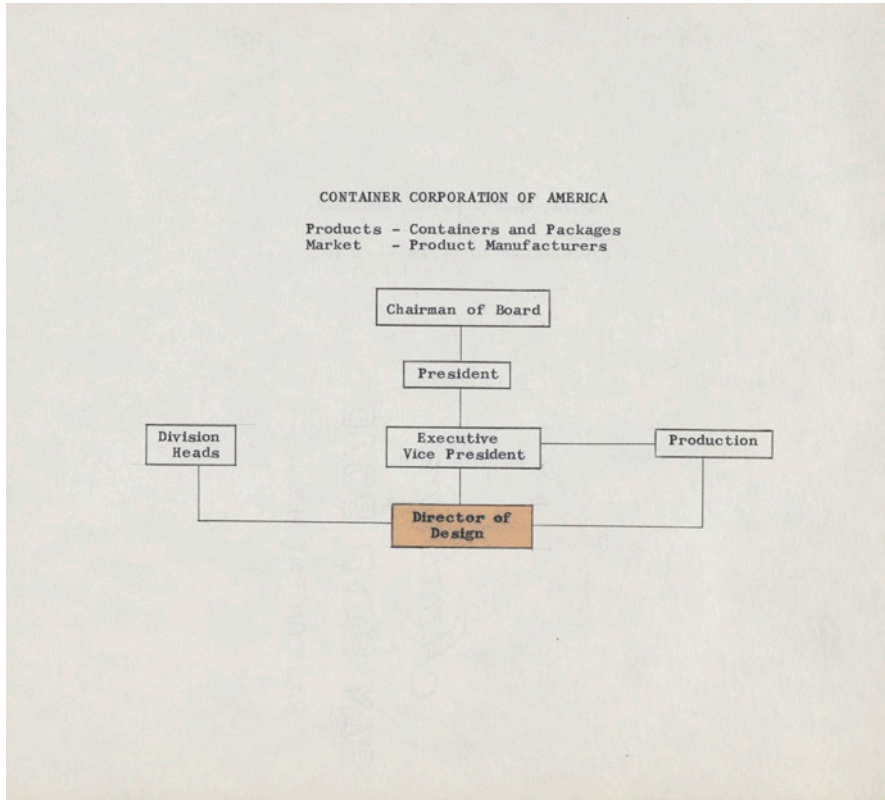 CONTAINER CORPORATION OF AMERICA
Products - Containers and Packages
Market - Product Manufacturers
Chairman of Board
President
Division
Heads
Executive
Vice President
Production
Director of
Design